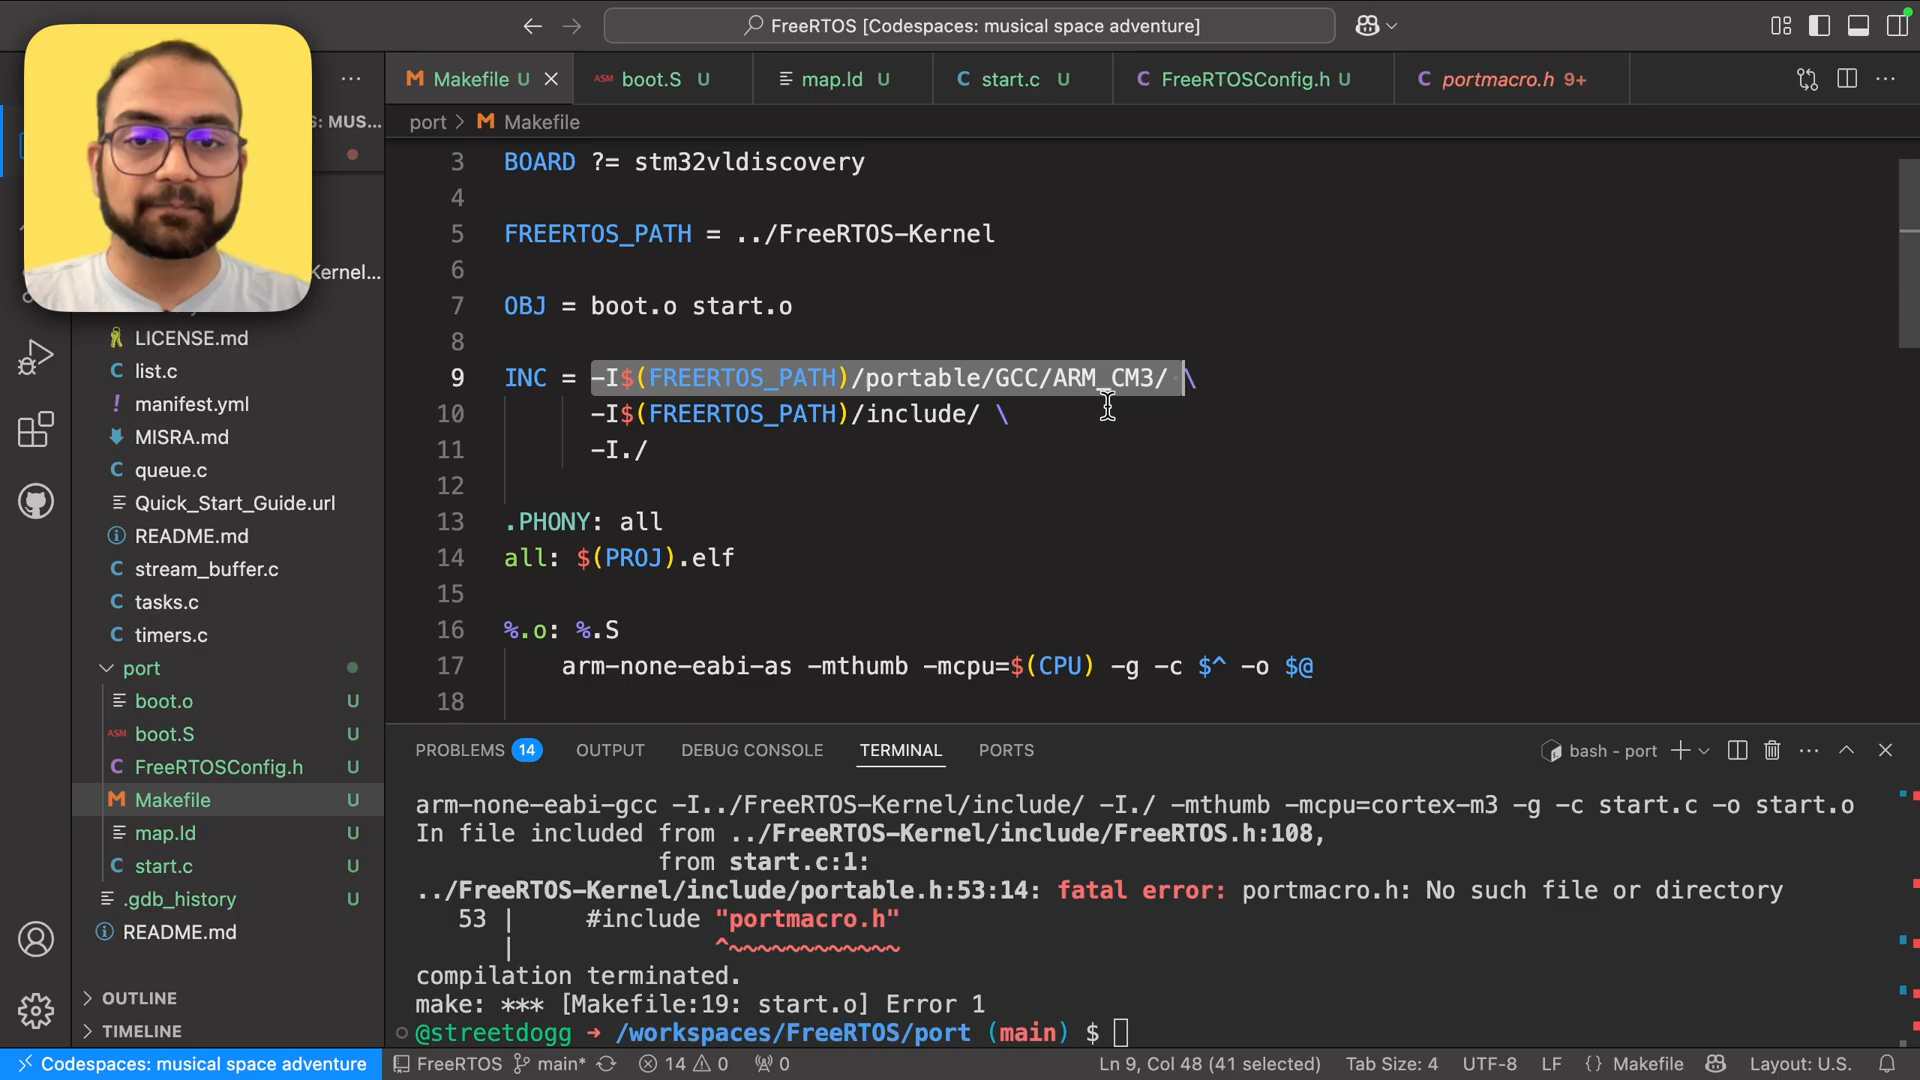 FreeRTOS [Codespaces: musical space adventure]
Makefile U
boot.S U
map.ld U
start.c U
FreeRTOSConfig.h U
portmacro.h 9+
port > Makefile
S: MUS...
Kernel...
LICENSE.md
list.c
manifest.yml
MISRA.md
queue.c
Quick_Start_Guide.url
README.md
stream_buffer.c
tasks.c
timers.c
port
boot.o U
ASM boot.S U
FreeRTOSConfig.h U
Makefile U
map.ld U
start.c U
.gdb_history U
README.md
OUTLINE
TIMELINE
3 BOARD ?= stm32vldiscovery
4
5 FREERTOS_PATH = ../FreeRTOS-Kernel
6
7 OBJ = boot.o start.o
8
9 INC = -I$(FREERTOS_PATH)/portable/GCC/ARM_CM3/ \
10 -I$(FREERTOS_PATH)/include/ \
11 -I./
12
13 .PHONY: all
14 all: $(PROJ).elf
15
16 %.o: %.S
17 arm-none-eabi-as -mthumb -mcpu=$(CPU) -g -c $^ -o $@
18
PROBLEMS 14 OUTPUT DEBUG CONSOLE TERMINAL PORTS
bash - port
arm-none-eabi-gcc -I../FreeRTOS-Kernel/include/ -I./ -mthumb -mcpu=cortex-m3 -g -c start.c -o start.o
In file included from ../FreeRTOS-Kernel/include/FreeRTOS.h:108,
from start.c:1:
../FreeRTOS-Kernel/include/portable.h:53:14: fatal error: portmacro.h: No such file or directory
53 | #include "portmacro.h"
| ^~~~~~~~~~~~~
compilation terminated.
make: *** [Makefile:19: start.o] Error 1
@streetdogg → /workspaces/FreeRTOS/port (main) $
Codespaces: musical space adventure
FreeRTOS main* 14 0 0
Ln 9, Col 48 (41 selected) Tab Size: 4 UTF-8 LF {} Makefile Layout: U.S.